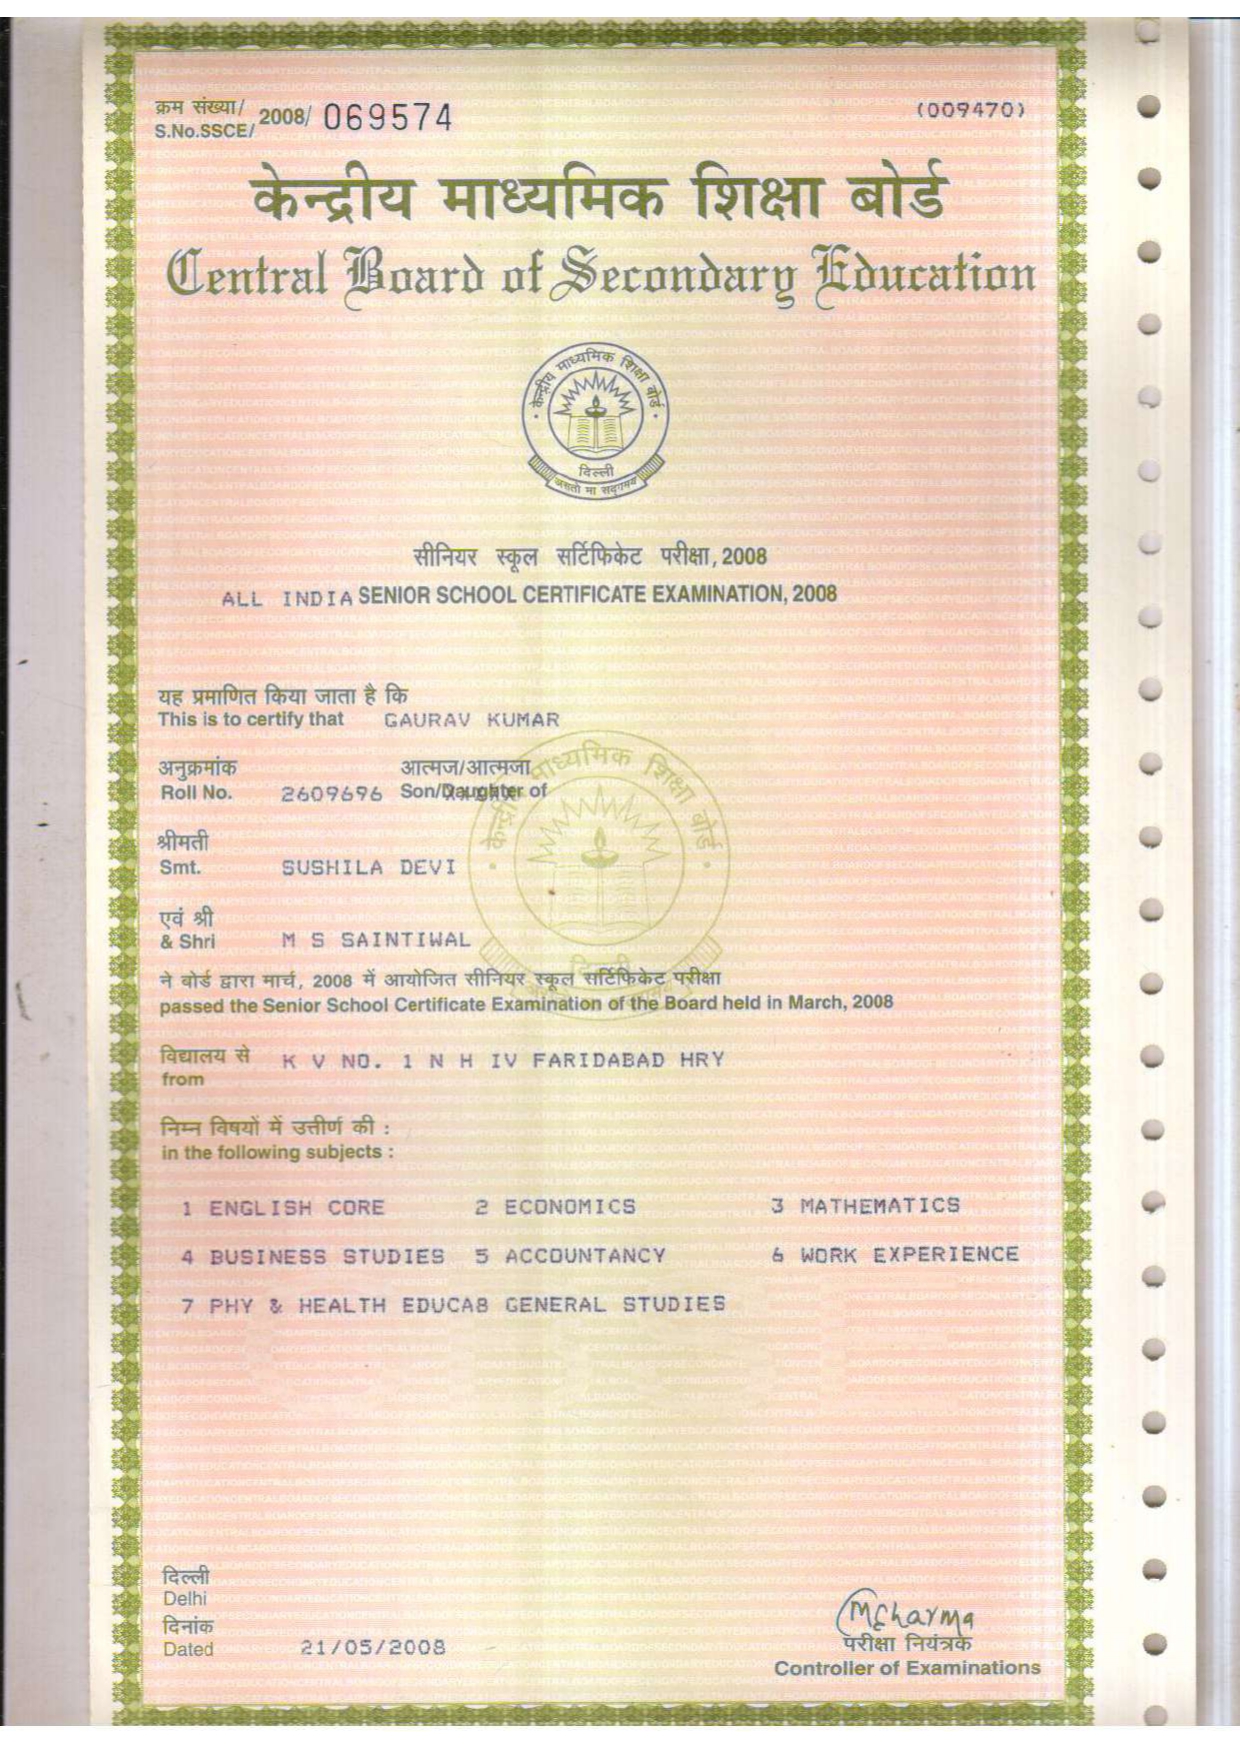 क्रम संख्या/
S.No.SSCE/ 2008/ 069574 (009470)
केन्द्रीय माध्यमिक शिक्षा बोर्ड
Central Board of Secondary Education
केन्द्रीय माध्यमिक शिक्षा बोर्ड
दिल्ली
असतो मा सद्गमय
सीनियर स्कूल सर्टिफिकेट परीक्षा, 2008
ALL INDIA SENIOR SCHOOL CERTIFICATE EXAMINATION, 2008
यह प्रमाणित किया जाता है कि
This is to certify that GAURAV KUMAR
अनुक्रमांक आत्मज/आत्मजा
Roll No. 2609696 Son/Daughter of
श्रीमती
Smt. SUSHILA DEVI
एवं श्री
& Shri M S SAINTIWAL
ने बोर्ड द्वारा मार्च, 2008 में आयोजित सीनियर स्कूल सर्टिफिकेट परीक्षा
passed the Senior School Certificate Examination of the Board held in March, 2008
विद्यालय से K V NO. 1 N H IV FARIDABAD HRY
from
निम्न विषयों में उत्तीर्ण की :
in the following subjects :
1 ENGLISH CORE 2 ECONOMICS 3 MATHEMATICS
4 BUSINESS STUDIES 5 ACCOUNTANCY 6 WORK EXPERIENCE
7 PHY & HEALTH EDUCA8 GENERAL STUDIES
दिल्ली
Delhi
दिनांक
Dated 21/05/2008
MCharma
परीक्षा नियंत्रक
Controller of Examinations